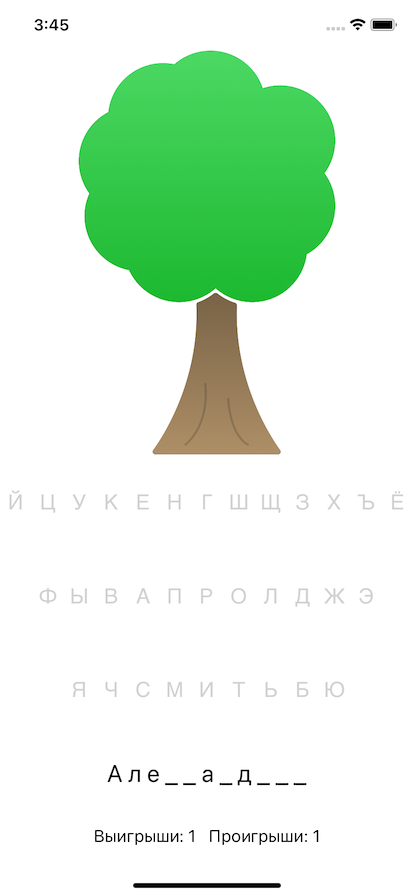 3:45
Й Ц У К Е Н Г Ш Щ З Х Ъ Ё
Ф Ы В А П Р О Л Д Ж Э
Я Ч С М И Т Ь Б Ю
А л е _ _ а _ д _ _ _
Выигрыши: 1 Проигрыши: 1